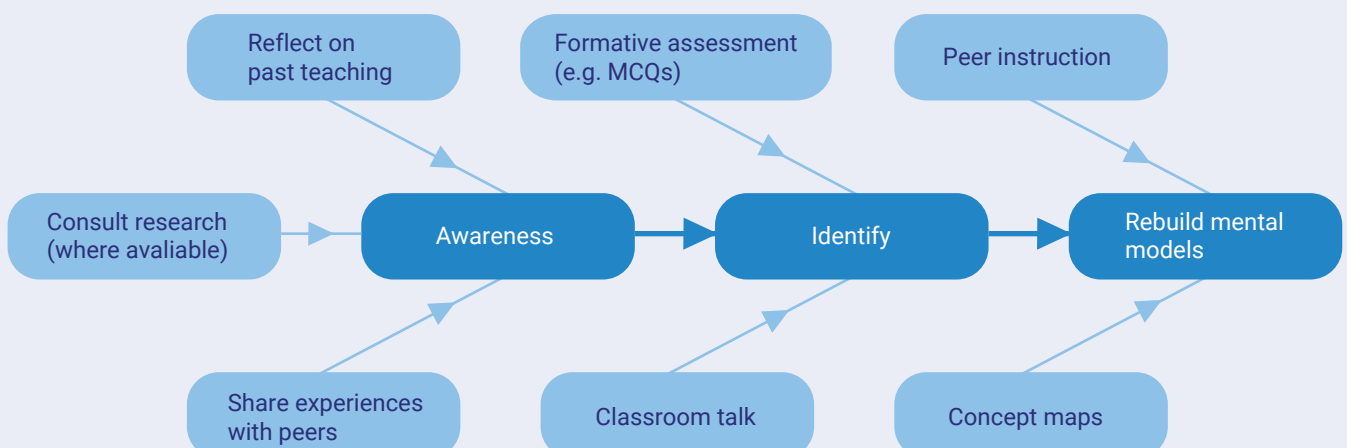 Reflect on
past teaching
Formative assessment
(e.g. MCQs)
Peer instruction
Consult research
(where avaliable)
Awareness
Identify
Rebuild mental
models
Share experiences
with peers
Classroom talk
Concept maps